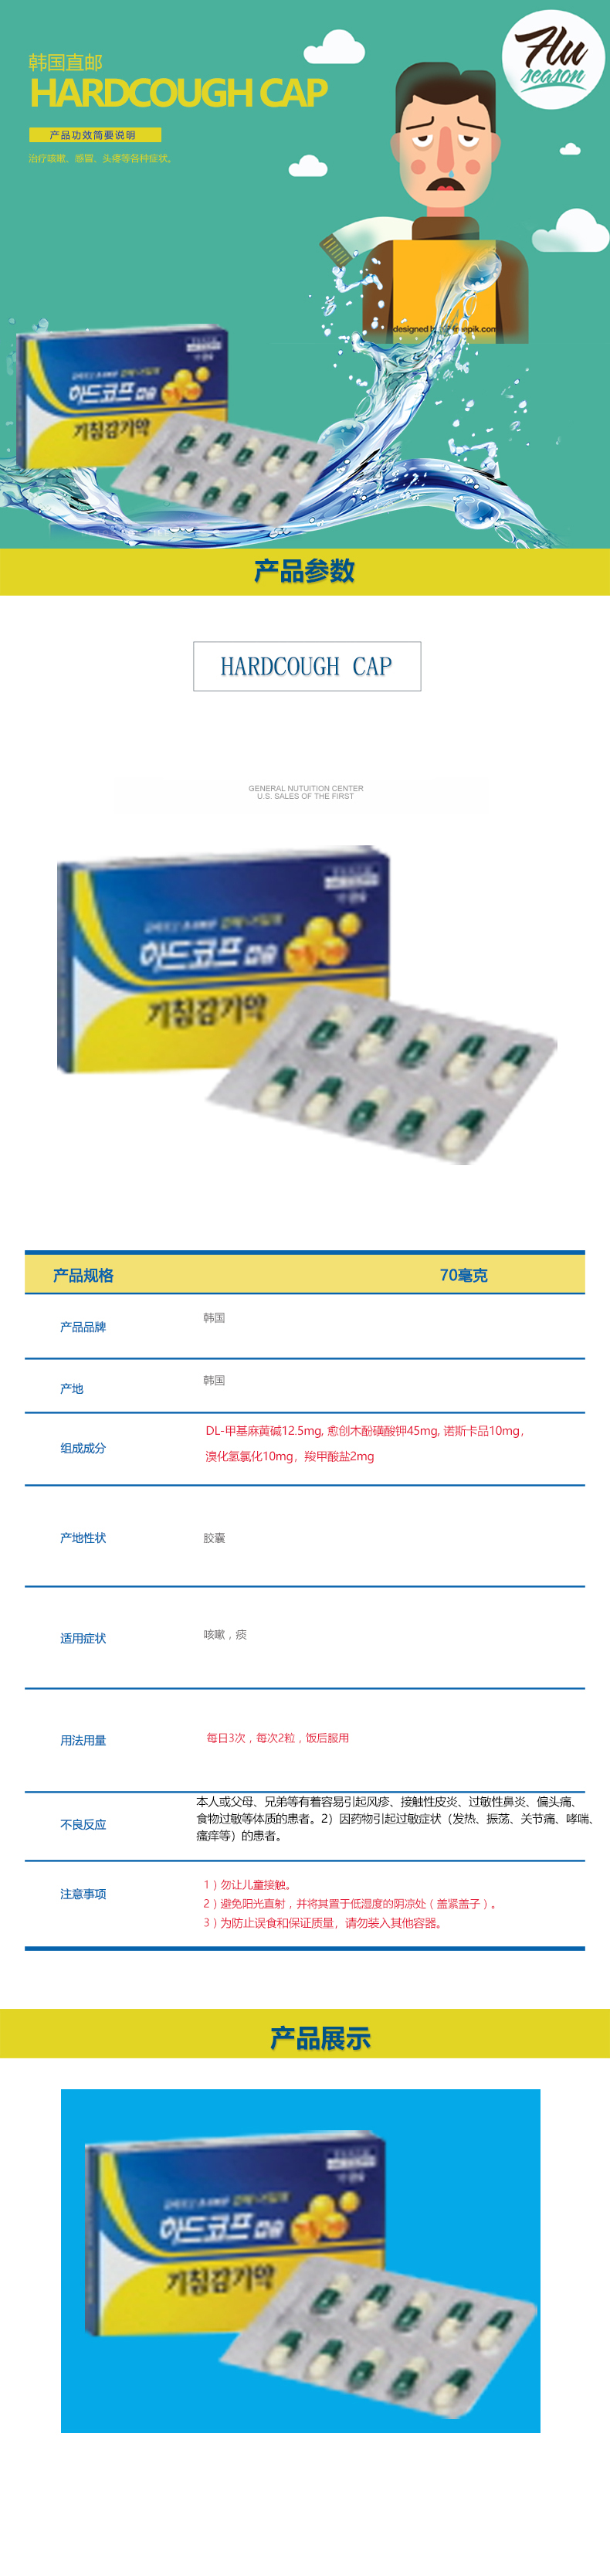 Flu
season
韩国直邮
HARDCOUGH CAP
产品功效简要说明
治疗咳嗽、感冒、头疼等各种症状。
designed by freepik.com
하드코프 캡슐
기침감기약
产品参数
HARDCOUGH CAP
GENERAL NUTUITION CENTER
U.S. SALES OF THE FIRST
하드코프 캡슐
기침감기약
产品规格 70毫克
产品品牌 韩国
产地 韩国
组成成分 DL-甲基麻黄碱12.5mg, 愈创木酚磺酸钾45mg, 诺斯卡品10mg,
溴化氢氯化10mg, 羧甲酸盐2mg
产地性状 胶囊
适用症状 咳嗽，痰
用法用量 每日3次，每次2粒，饭后服用
不良反应 本人或父母、兄弟等有着容易引起风疹、接触性皮炎、过敏性鼻炎、偏头痛、
食物过敏等体质的患者。2）因药物引起过敏症状（发热、振荡、关节痛、哮喘、
瘙痒等）的患者。
注意事项 1）勿让儿童接触。
2）避免阳光直射，并将其置于低湿度的阴凉处（盖紧盖子）。
3）为防止误食和保证质量，请勿装入其他容器。
产品展示
하드코프 캡슐
기침감기약